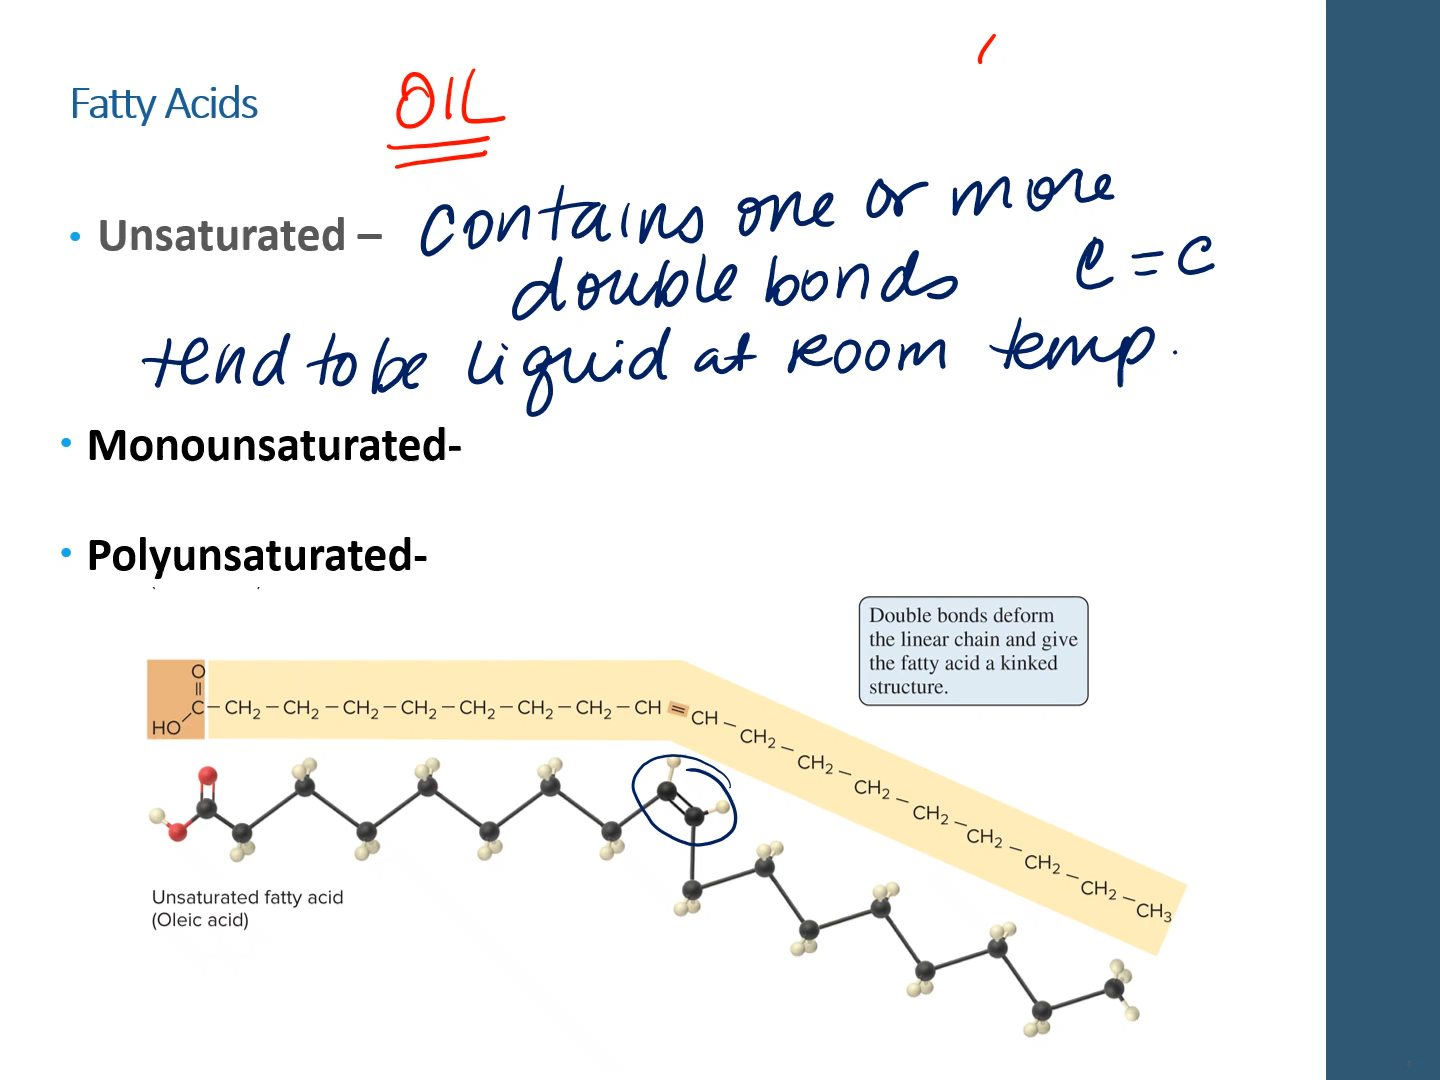 Fatty Acids OIL
• Unsaturated – contains one or more
double bonds C=C
tend to be liquid at room temp.
• Monounsaturated-
• Polyunsaturated-
Double bonds deform
the linear chain and give
the fatty acid a kinked
structure.
O
||
HO C–CH₂–CH₂–CH₂–CH₂–CH₂–CH₂–CH₂–CH=CH–CH₂–CH₂–CH₂–CH₂–CH₂–CH₂–CH₂–CH₃
Unsaturated fatty acid
(Oleic acid)